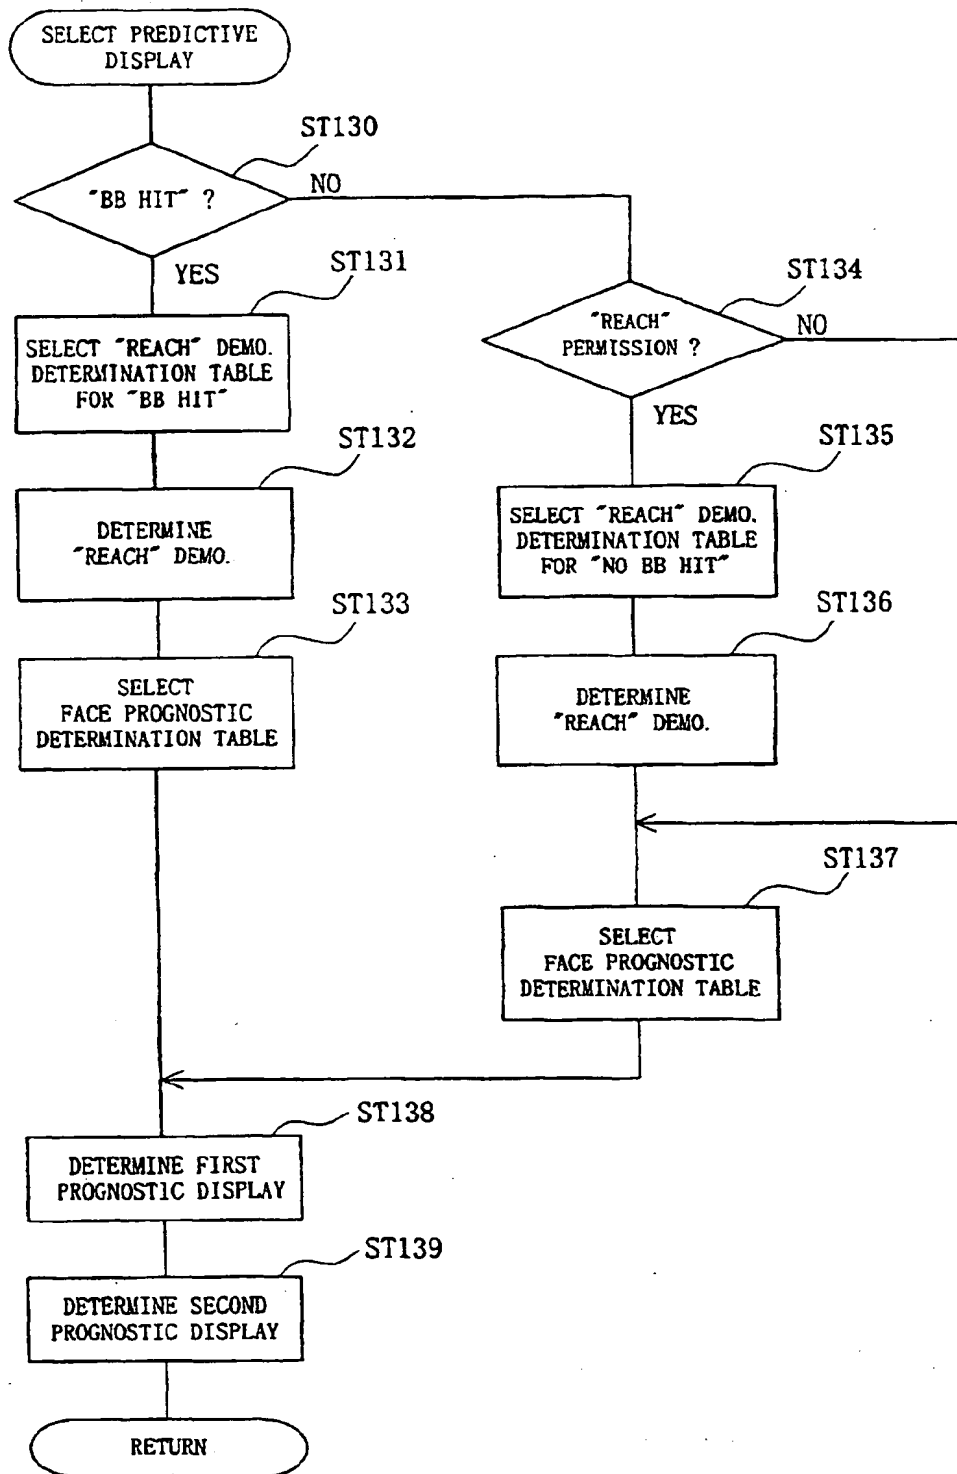 SELECT PREDICTIVE
DISPLAY
ST130
"BB HIT" ?
NO
YES
ST131
SELECT "REACH" DEMO.
DETERMINATION TABLE
FOR "BB HIT"
ST132
DETERMINE
"REACH" DEMO.
ST133
SELECT
FACE PROGNOSTIC
DETERMINATION TABLE
ST134
"REACH"
PERMISSION ?
NO
YES
ST135
SELECT "REACH" DEMO.
DETERMINATION TABLE
FOR "NO BB HIT"
ST136
DETERMINE
"REACH" DEMO.
ST137
SELECT
FACE PROGNOSTIC
DETERMINATION TABLE
ST138
DETERMINE FIRST
PROGNOSTIC DISPLAY
ST139
DETERMINE SECOND
PROGNOSTIC DISPLAY
RETURN